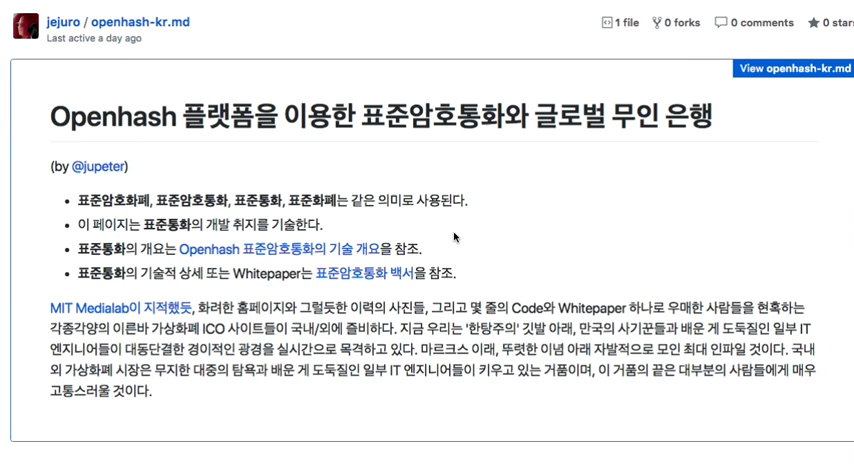 jejuro / openhash-kr.md
Last active a day ago
1 file
0 forks
0 comments
0 stars
View openhash-kr.md
Openhash 플랫폼을 이용한 표준암호통화와 글로벌 무인 은행
(by @jupeter)
표준암호화폐, 표준암호통화, 표준통화, 표준화폐는 같은 의미로 사용된다.
이 페이지는 표준통화의 개발 취지를 기술한다.
표준통화의 개요는 Openhash 표준암호통화의 기술 개요을 참조.
표준통화의 기술적 상세 또는 Whitepaper는 표준암호통화 백서을 참조.
MIT Medialab이 지적했듯, 화려한 홈페이지와 그럴듯한 이력의 사진들, 그리고 몇 줄의 Code와 Whitepaper 하나로 우매한 사람들을 현혹하는
각종각양의 이른바 가상화폐 ICO 사이트들이 국내/외에 즐비하다. 지금 우리는 '한탕주의' 깃발 아래, 만국의 사기꾼들과 배운 게 도둑질인 일부 IT
엔지니어들이 대동단결한 경이적인 광경을 실시간으로 목격하고 있다. 마르크스 이래, 뚜렷한 이념 아래 자발적으로 모인 최대 인파일 것이다. 국내
외 가상화폐 시장은 무지한 대중의 탐욕과 배운 게 도둑질인 일부 IT 엔지니어들이 키우고 있는 거품이며, 이 거품의 끝은 대부분의 사람들에게 매우
고통스러울 것이다.